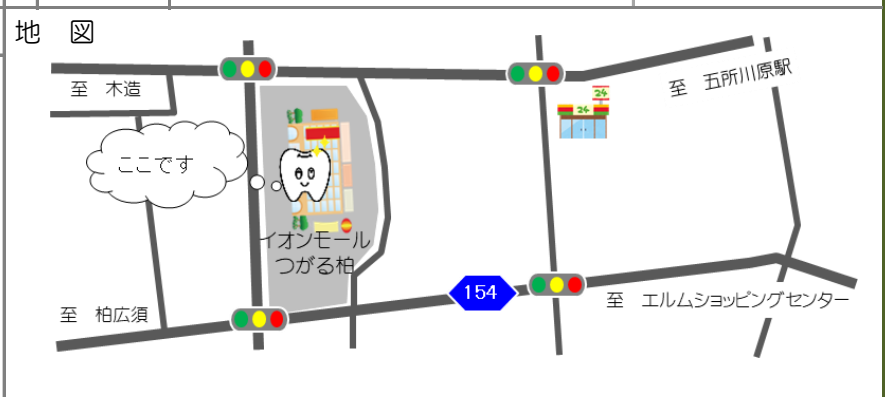 地　図
至　木造
至　五所川原駅
24
24
ここです
イオンモール
つがる柏
154
至　エルムショッピングセンター
至　柏広須